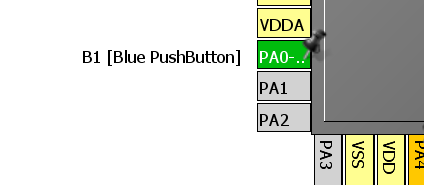 VDDA
B1 [Blue PushButton] PA0-..
PA1
PA2
PA3
VSS
VDD
PA4